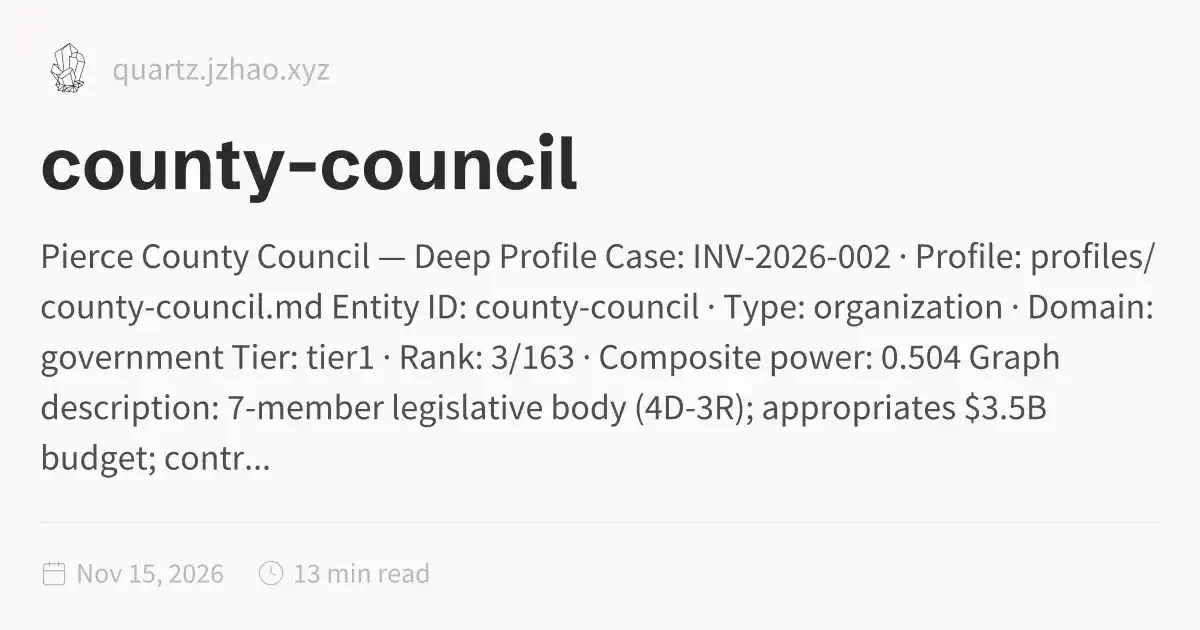 quartz.jzhao.xyz
county-council
Pierce County Council — Deep Profile Case: INV-2026-002 · Profile: profiles/
county-council.md Entity ID: county-council · Type: organization · Domain:
government Tier: tier1 · Rank: 3/163 · Composite power: 0.504 Graph
description: 7-member legislative body (4D-3R); appropriates $3.5B
budget; contr...
Nov 15, 2026 13 min read